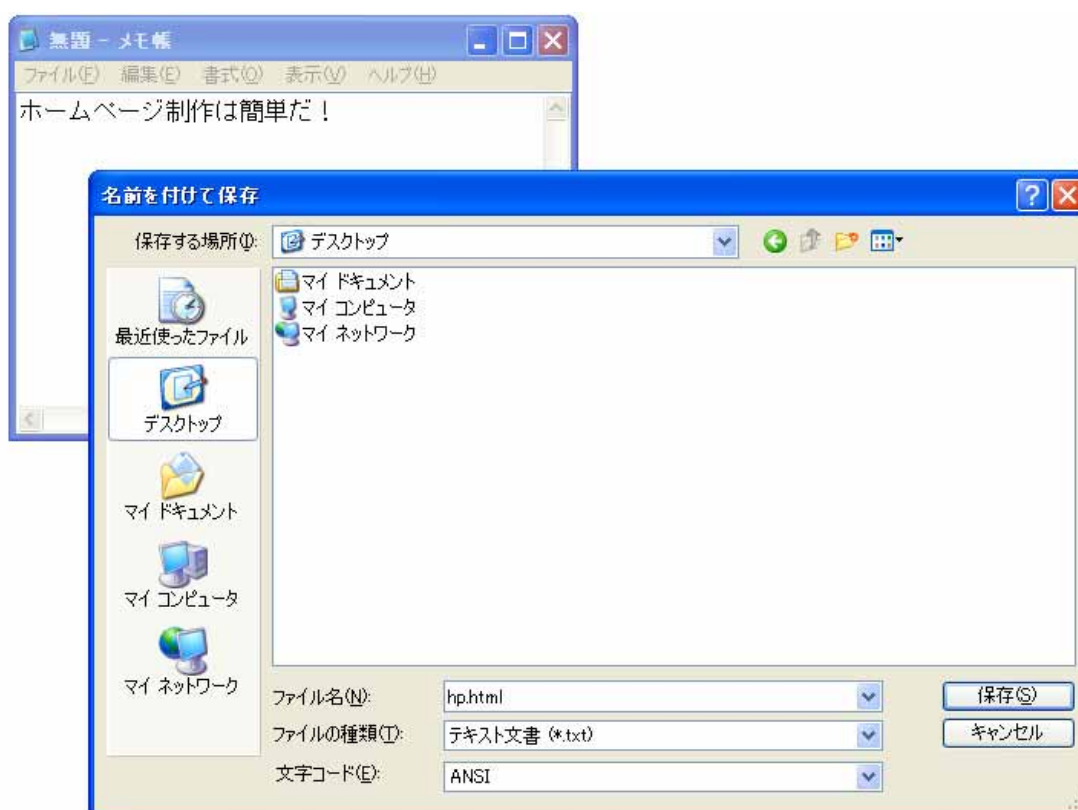 無題 - メモ帳
ファイル(F) 編集(E) 書式(O) 表示(V) ヘルプ(H)
ホームページ制作は簡単だ！
名前を付けて保存
保存する場所(I): デスクトップ
マイ ドキュメント
マイ コンピュータ
マイ ネットワーク
最近使ったファイル
デスクトップ
マイ ドキュメント
マイ コンピュータ
マイ ネットワーク
ファイル名(N): hp.html 保存(S)
ファイルの種類(T): テキスト文書 (*.txt) キャンセル
文字コード(E): ANSI